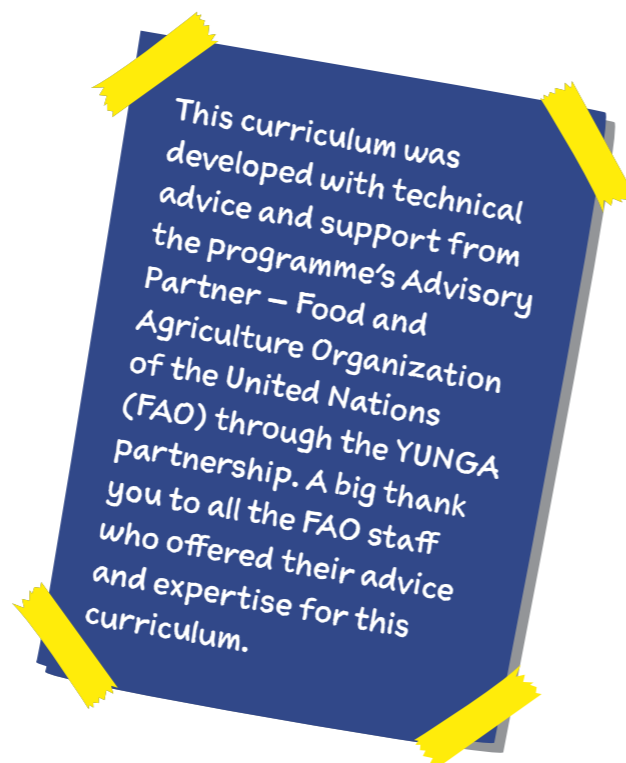 This curriculum was
developed with technical
advice and support from
the programme's Advisory
Partner – Food and
Agriculture Organization
of the United Nations
(FAO) through the YUNGA
partnership. A big thank
you to all the FAO staff
who offered their advice
and expertise for this
curriculum.